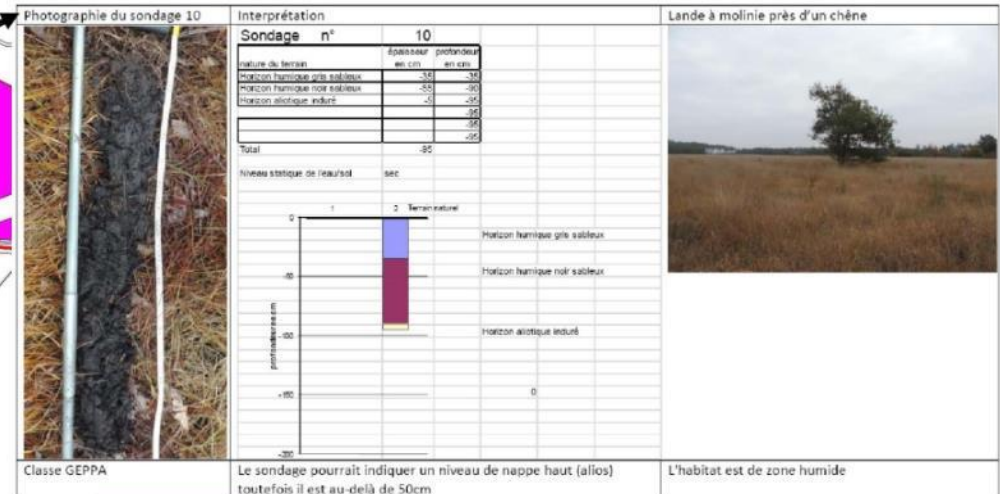 Photographie du sondage 10
Interprétation
Lande à molinie près d'un chêne
Sondage n° 10
épaisseur profondeur
nature du terrain en cm en cm
Horizon humique gris sableux -35 -35
Horizon humique noir sableux -55 -90
Horizon aliotique induré -5 -95
-95
-95
-95
Total -95
Niveau statique de l'eau/sol sec
1 2 Terrain naturel
0
Horizon humique gris sableux
Horizon humique noir sableux
-50
Horizon aliotique induré
-100
profondeur en cm
-150
0
-200
Classe GEPPA
Le sondage pourrait indiquer un niveau de nappe haut (alios)
toutefois il est au-delà de 50cm
L'habitat est de zone humide